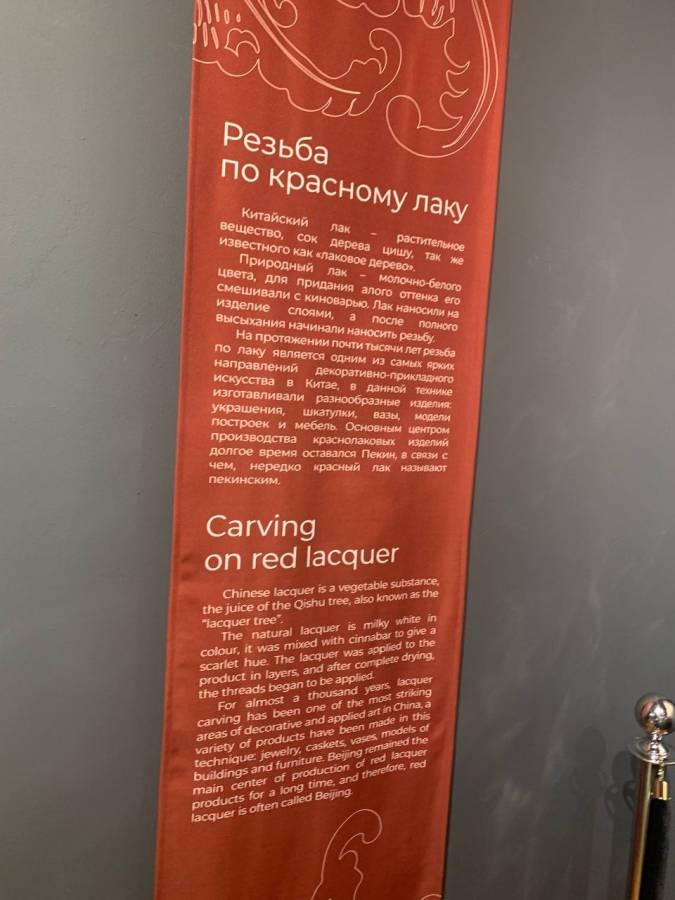 Резьба
по красному лаку
Китайский лак – растительное
вещество, сок дерева цишу, так же
известного как «лаковое дерево».
Природный лак – молочно-белого
цвета, для придания алого оттенка его
смешивали с киноварью. Лак наносили на
изделие слоями, а после полного
высыхания начинали наносить резьбу.
На протяжении почти тысячи лет резьба
по лаку является одним из самых ярких
направлений декоративно-прикладного
искусства в Китае, в данной технике
изготавливали разнообразные изделия:
украшения, шкатулки, вазы, модели
построек и мебель. Основным центром
производства краснолаковых изделий
долгое время оставался Пекин, в связи с
чем, нередко красный лак называют
пекинским.
Carving
on red lacquer
Chinese lacquer is a vegetable substance,
the juice of the Qishu tree, also known as the
“lacquer tree”.
The natural lacquer is milky white in
colour, it was mixed with cinnabar to give a
scarlet hue. The lacquer was applied to the
product in layers, and after complete drying,
the threads began to be applied.
For almost a thousand years, lacquer
carving has been one of the most striking
areas of decorative and applied art in China, a
variety of products have been made in this
technique: jewelry, caskets, vases, models of
buildings and furniture. Beijing remained the
main center of production of red lacquer
products for a long time, and therefore, red
lacquer is often called Beijing.